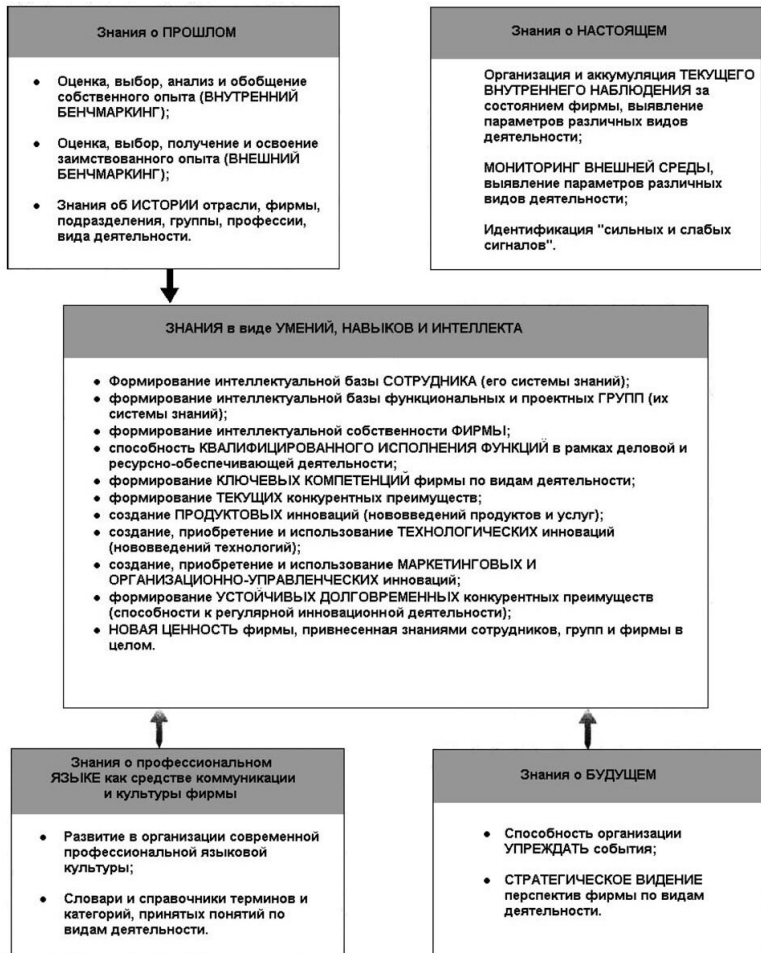 Знания о ПРОШЛОМ
• Оценка, выбор, анализ и обобщение
собственного опыта (ВНУТРЕННИЙ
БЕНЧМАРКИНГ);
• Оценка, выбор, получение и освоение
заимствованного опыта (ВНЕШНИЙ
БЕНЧМАРКИНГ);
• Знания об ИСТОРИИ отрасли, фирмы,
подразделения, группы, профессии,
вида деятельности.
Знания о НАСТОЯЩЕМ
Организация и аккумуляция ТЕКУЩЕГО
ВНУТРЕННЕГО НАБЛЮДЕНИЯ за
состоянием фирмы, выявление
параметров различных видов
деятельности;
МОНИТОРИНГ ВНЕШНЕЙ СРЕДЫ,
выявление параметров различных
видов деятельности;
Идентификация "сильных и слабых
сигналов".
ЗНАНИЯ в виде УМЕНИЙ, НАВЫКОВ И ИНТЕЛЛЕКТА
• Формирование интеллектуальной базы СОТРУДНИКА (его системы знаний);
• формирование интеллектуальной базы функциональных и проектных ГРУПП (их
системы знаний);
• формирование интеллектуальной собственности ФИРМЫ;
• способность КВАЛИФИЦИРОВАННОГО ИСПОЛНЕНИЯ ФУНКЦИЙ в рамках деловой и
ресурсно-обеспечивающей деятельности;
• формирование КЛЮЧЕВЫХ КОМПЕТЕНЦИЙ фирмы по видам деятельности;
• формирование ТЕКУЩИХ конкурентных преимуществ;
• создание ПРОДУКТОВЫХ инноваций (нововведений продуктов и услуг);
• создание, приобретение и использование ТЕХНОЛОГИЧЕСКИХ инноваций
(нововведений технологий);
• создание, приобретение и использование МАРКЕТИНГОВЫХ И
ОРГАНИЗАЦИОННО-УПРАВЛЕНЧЕСКИХ инноваций;
• формирование УСТОЙЧИВЫХ ДОЛГОВРЕМЕННЫХ конкурентных преимуществ
(способности к регулярной инновационной деятельности);
• НОВАЯ ЦЕННОСТЬ фирмы, привнесенная знаниями сотрудников, групп и фирмы в
целом.
Знания о профессиональном
ЯЗЫКЕ как средстве коммуникации
и культуры фирмы
• Развитие в организации современной
профессиональной языковой
культуры;
• Словари и справочники терминов и
категорий, принятых понятий по
видам деятельности.
Знания о БУДУЩЕМ
• Способность организации
УПРЕЖДАТЬ события;
• СТРАТЕГИЧЕСКОЕ ВИДЕНИЕ
перспектив фирмы по видам
деятельности.